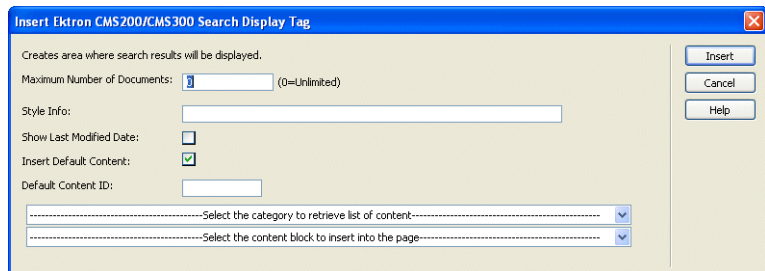 Insert Ektron CMS200/CMS300 Search Display Tag
Creates area where search results will be displayed.
Insert
Maximum Number of Documents: 0 (0=Unlimited)
Cancel
Style Info:
Help
Show Last Modified Date:
Insert Default Content:
Default Content ID:
--------------------------------------------Select the category to retrieve list of content------------------------------------------------
--------------------------------------------Select the content block to insert into the page----------------------------------------------